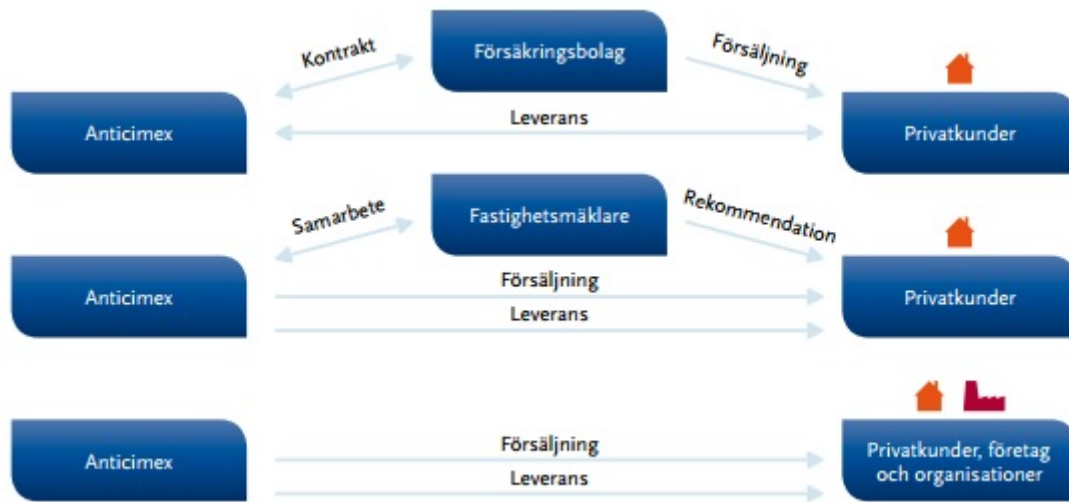 Kontrakt
Försäkringsbolag
Försäljning
Anticimex
Leverans
Privatkunder
Samarbete
Fastighetsmäklare
Rekommendation
Anticimex
Försäljning
Leverans
Privatkunder
Anticimex
Försäljning
Leverans
Privatkunder, företag
och organisationer